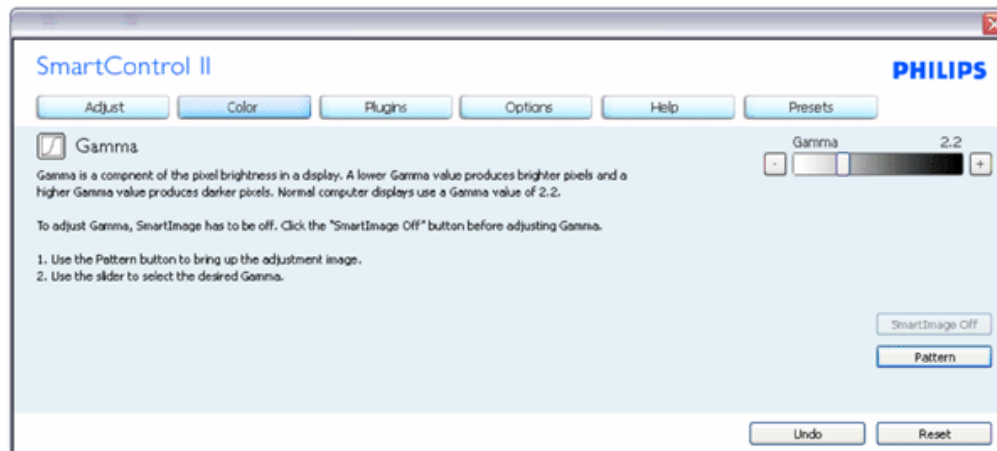 SmartControl II
PHILIPS
Adjust Color Plugins Options Help Presets
Gamma
Gamma 2.2
- +
Gamma is a compnent of the pixel brightness in a display. A lower Gamma value produces brighter pixels and a
higher Gamma value produces darker pixels. Normal computer displays use a Gamma value of 2.2.
To adjust Gamma, SmartImage has to be off. Click the "SmartImage Off" button before adjusting Gamma.
1. Use the Pattern button to bring up the adjustment image.
2. Use the slider to select the desired Gamma.
SmartImage Off
Pattern
Undo Reset